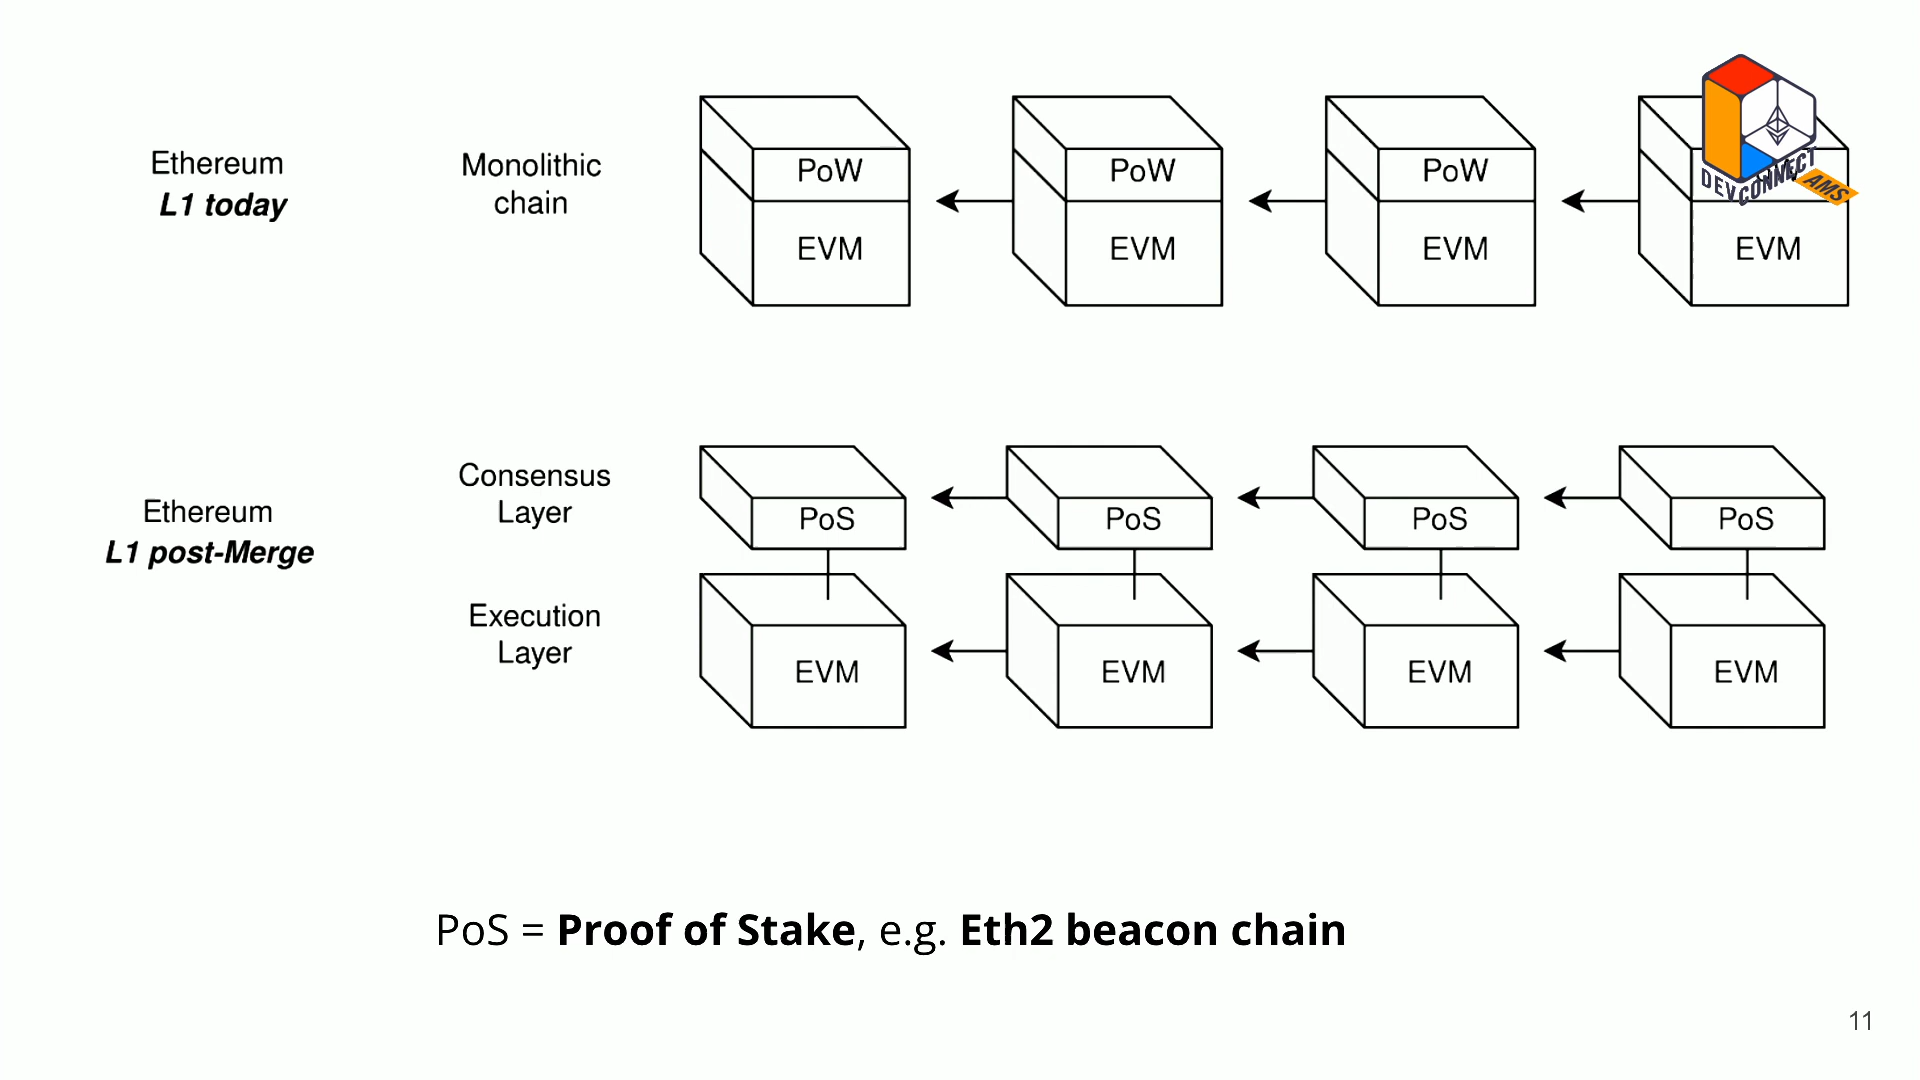 Ethereum
L1 today
Monolithic
chain
PoW
PoW
PoW
EVM
EVM
EVM
EVM
DEVCONNECT
AMS
Ethereum
L1 post-Merge
Consensus
Layer
PoS
PoS
PoS
PoS
Execution
Layer
EVM
EVM
EVM
EVM
PoS = Proof of Stake, e.g. Eth2 beacon chain
11